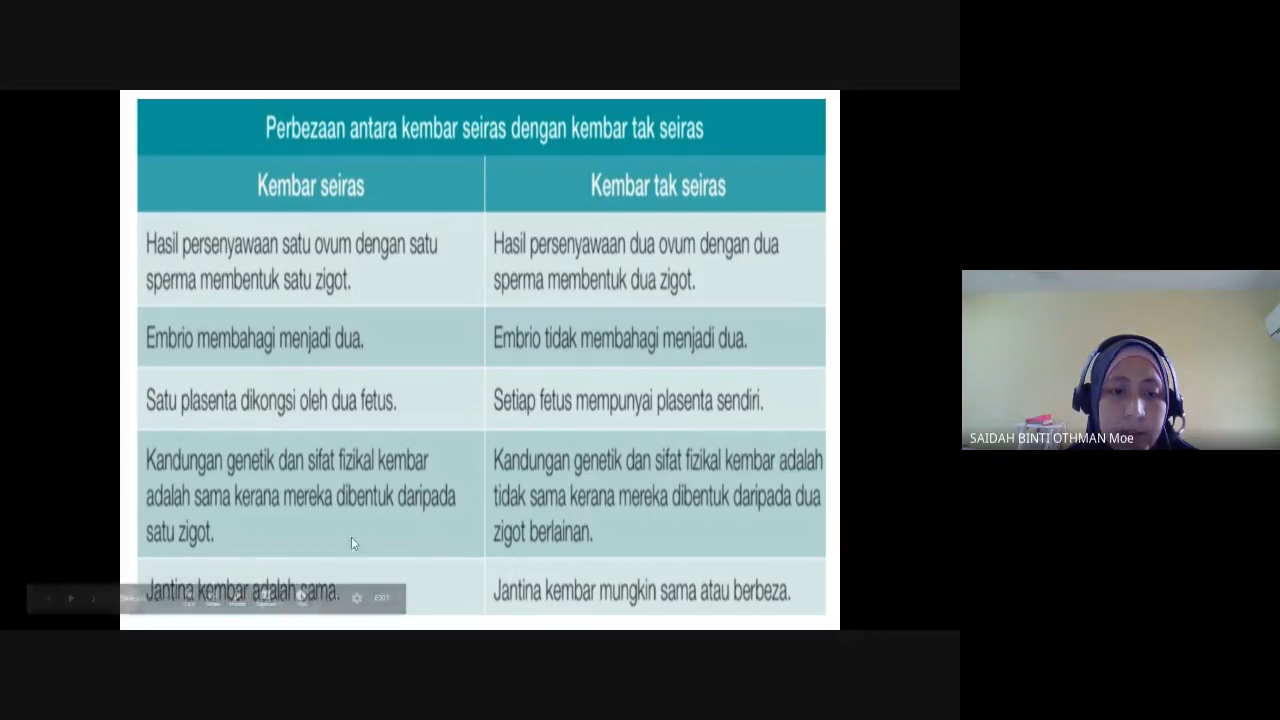 Perbezaan antara kembar seiras dengan kembar tak seiras
Kembar seiras
Kembar tak seiras
Hasil persenyawaan satu ovum dengan satu
sperma membentuk satu zigot.
Hasil persenyawaan dua ovum dengan dua
sperma membentuk dua zigot.
Embrio membahagi menjadi dua.
Embrio tidak membahagi menjadi dua.
Satu plasenta dikongsi oleh dua fetus.
Setiap fetus mempunyai plasenta sendiri.
Kandungan genetik dan sifat fizikal kembar
adalah sama kerana mereka dibentuk daripada
satu zigot.
Kandungan genetik dan sifat fizikal kembar adalah
tidak sama kerana mereka dibentuk daripada dua
zigot berlainan.
Jantina kembar adalah sama.
Jantina kembar mungkin sama atau berbeza.
EXIT
SAIDAH BINTI OTHMAN Moe